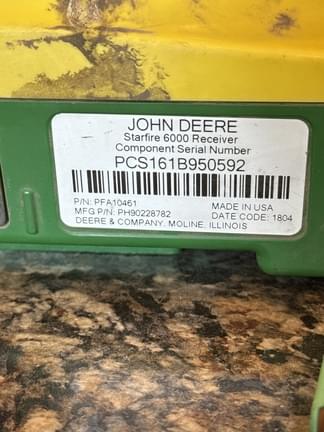 JOHN DEERE
Starfire 6000 Receiver
Component Serial Number
PCS161B950592
P/N: PFA10461 MADE IN USA
MFG P/N: PH90228782 DATE CODE: 1804
DEERE & COMPANY, MOLINE, ILLINOIS